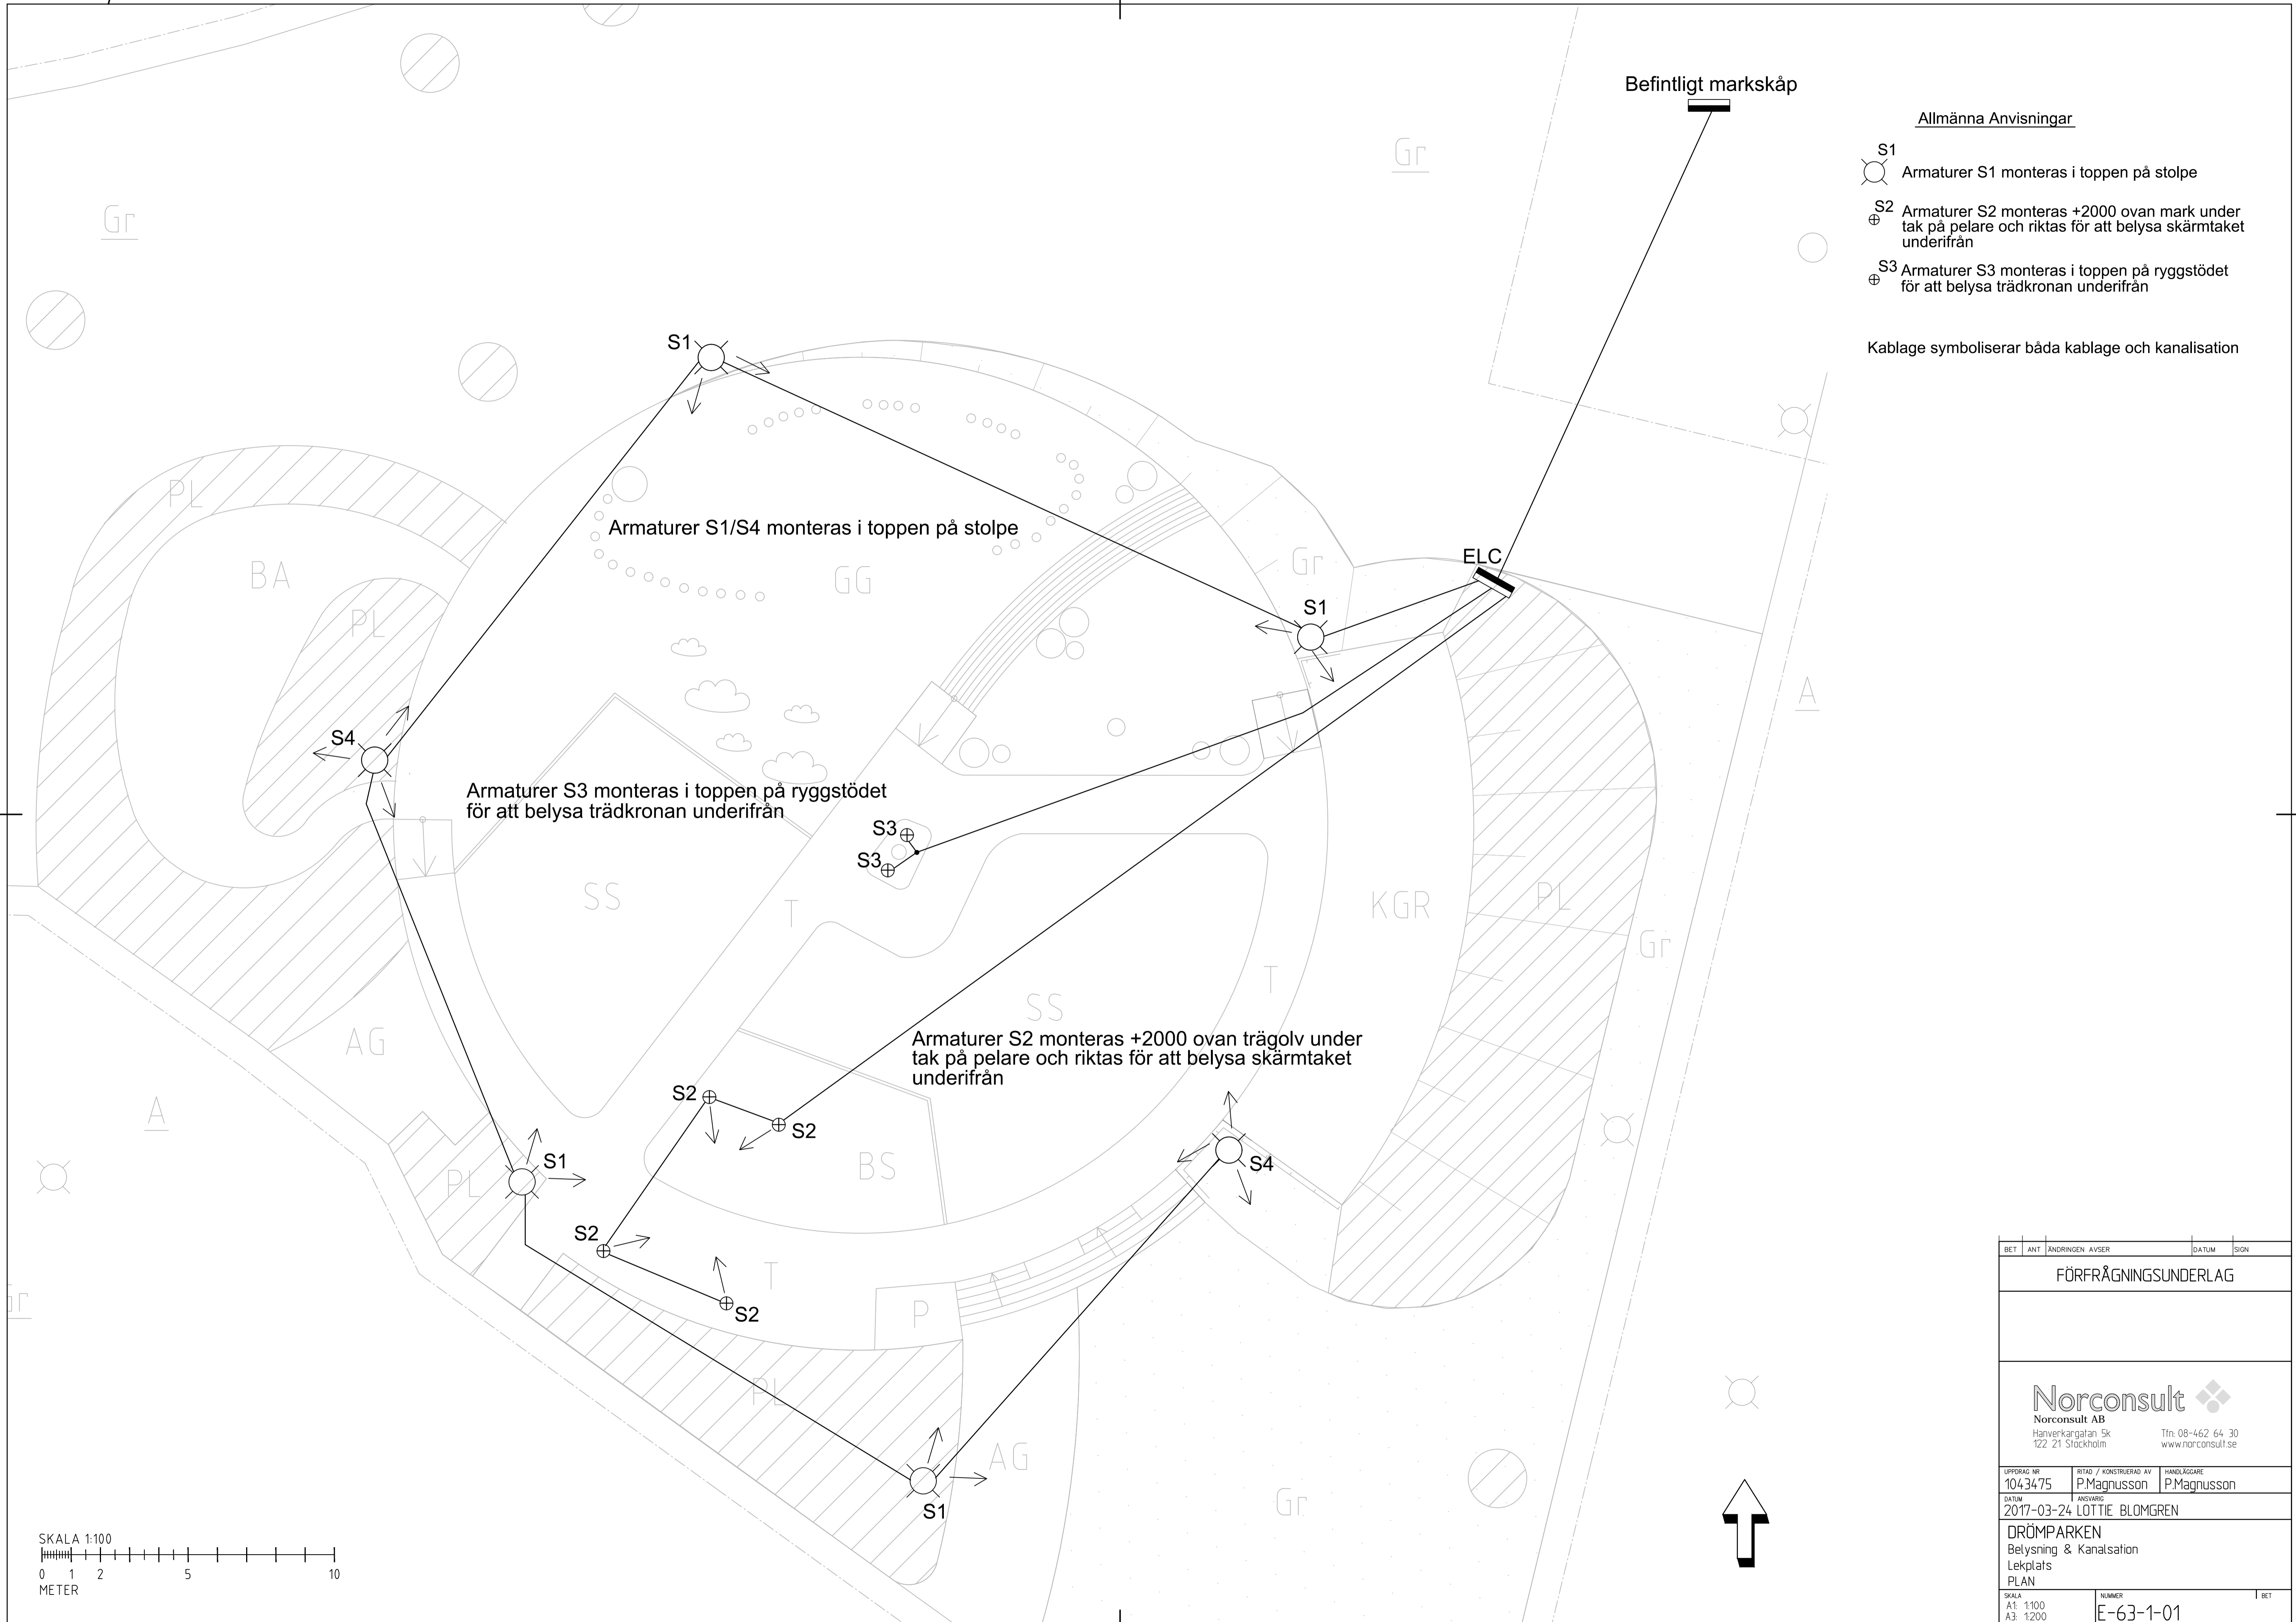 Befintligt markskåp
Allmänna Anvisningar
S1
Armaturer S1 monteras i toppen på stolpe
S2
Armaturer S2 monteras +2000 ovan mark under
tak på pelare och riktas för att belysa skärmtaket
underifrån
S3
Armaturer S3 monteras i toppen på ryggstödet
för att belysa trädkronan underifrån
Kablage symboliserar båda kablage och kanalisation
Gr
Gr
S1
PL
Armaturer S1/S4 monteras i toppen på stolpe
BA
GG
Gr
ELC
PL
S1
A
S4
Armaturer S3 monteras i toppen på ryggstödet
för att belysa trädkronan underifrån
S3
S3
SS
T
KGR
PL
Gr
T
SS
AG
Armaturer S2 monteras +2000 ovan trägolv under
tak på pelare och riktas för att belysa skärmtaket
underifrån
A
S2
S2
S1
BS
S4
PL
S2
T
S2
P
Gr
PL
AG
S1
Gr
SKALA 1:100
0 1 2 5 10
METER
BET ANT ÄNDRINGEN AVSER DATUM SIGN
FÖRFRÅGNINGSUNDERLAG
Norconsult
Norconsult AB
Hanverkargatan 5k Tfn: 08-462 64 30
122 21 Stockholm www.norconsult.se
UPPDRAG NR RITAD / KONSTRUERAD AV HANDLÄGGARE
1043475 P.Magnusson P.Magnusson
DATUM ANSVARIG
2017-03-24 LOTTIE BLOMGREN
DRÖMPARKEN
Belysning & Kanalsation
Lekplats
PLAN
SKALA NUMMER BET
A1: 1:100
A3: 1:200
E-63-1-01